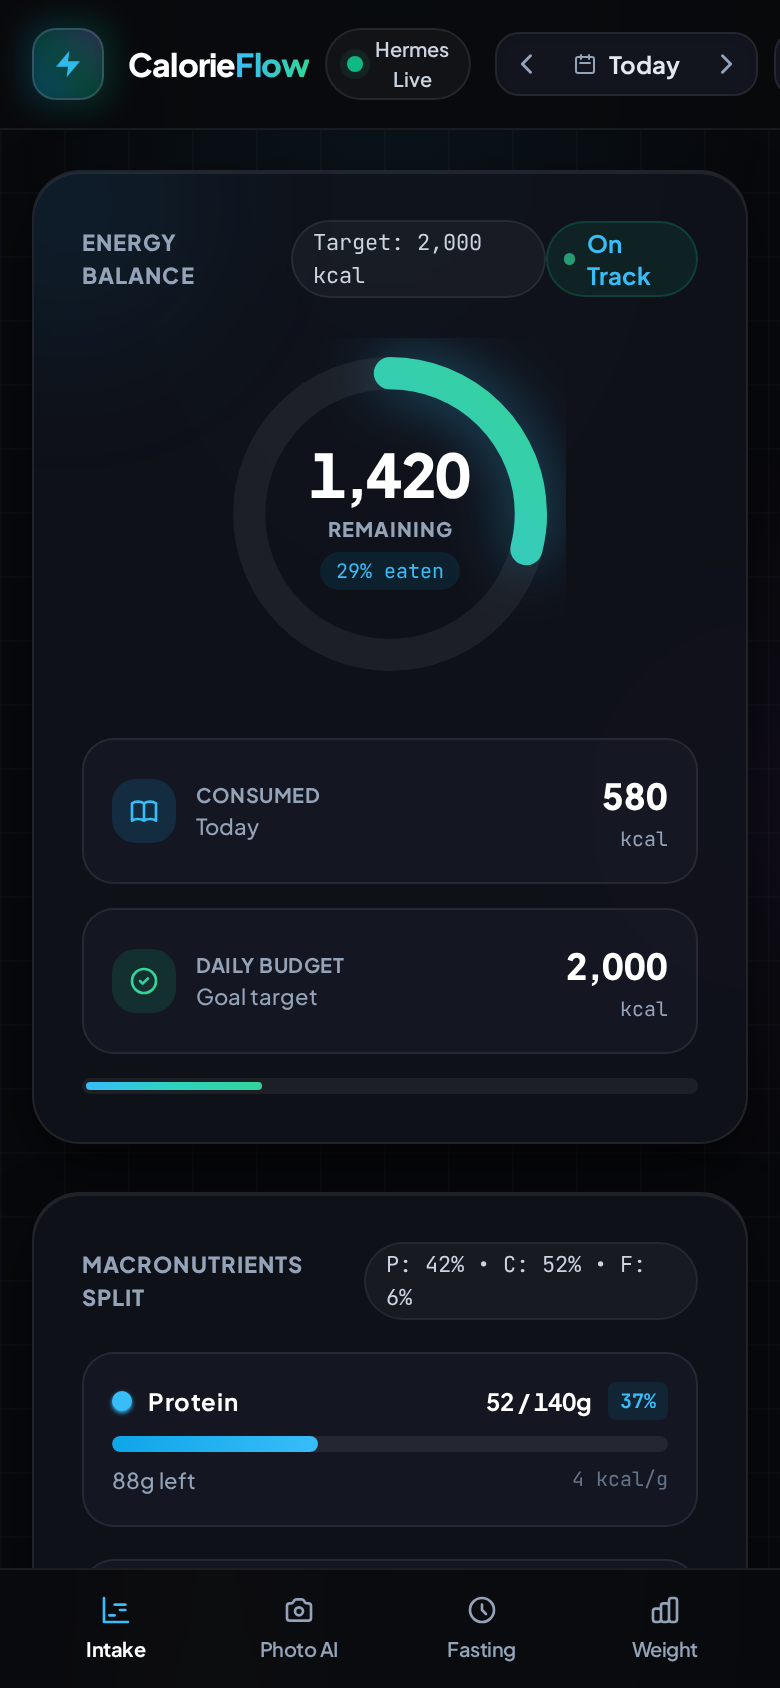 CalorieFlow
Hermes
Live
Today
ENERGY
BALANCE
Target: 2,000
kcal
On
Track
1,420
REMAINING
29% eaten
CONSUMED
Today
580
kcal
DAILY BUDGET
Goal target
2,000
kcal
MACRONUTRIENTS
SPLIT
P: 42% • C: 52% • F:
6%
Protein
52 / 140g
37%
88g left
4 kcal/g
Intake
Photo AI
Fasting
Weight